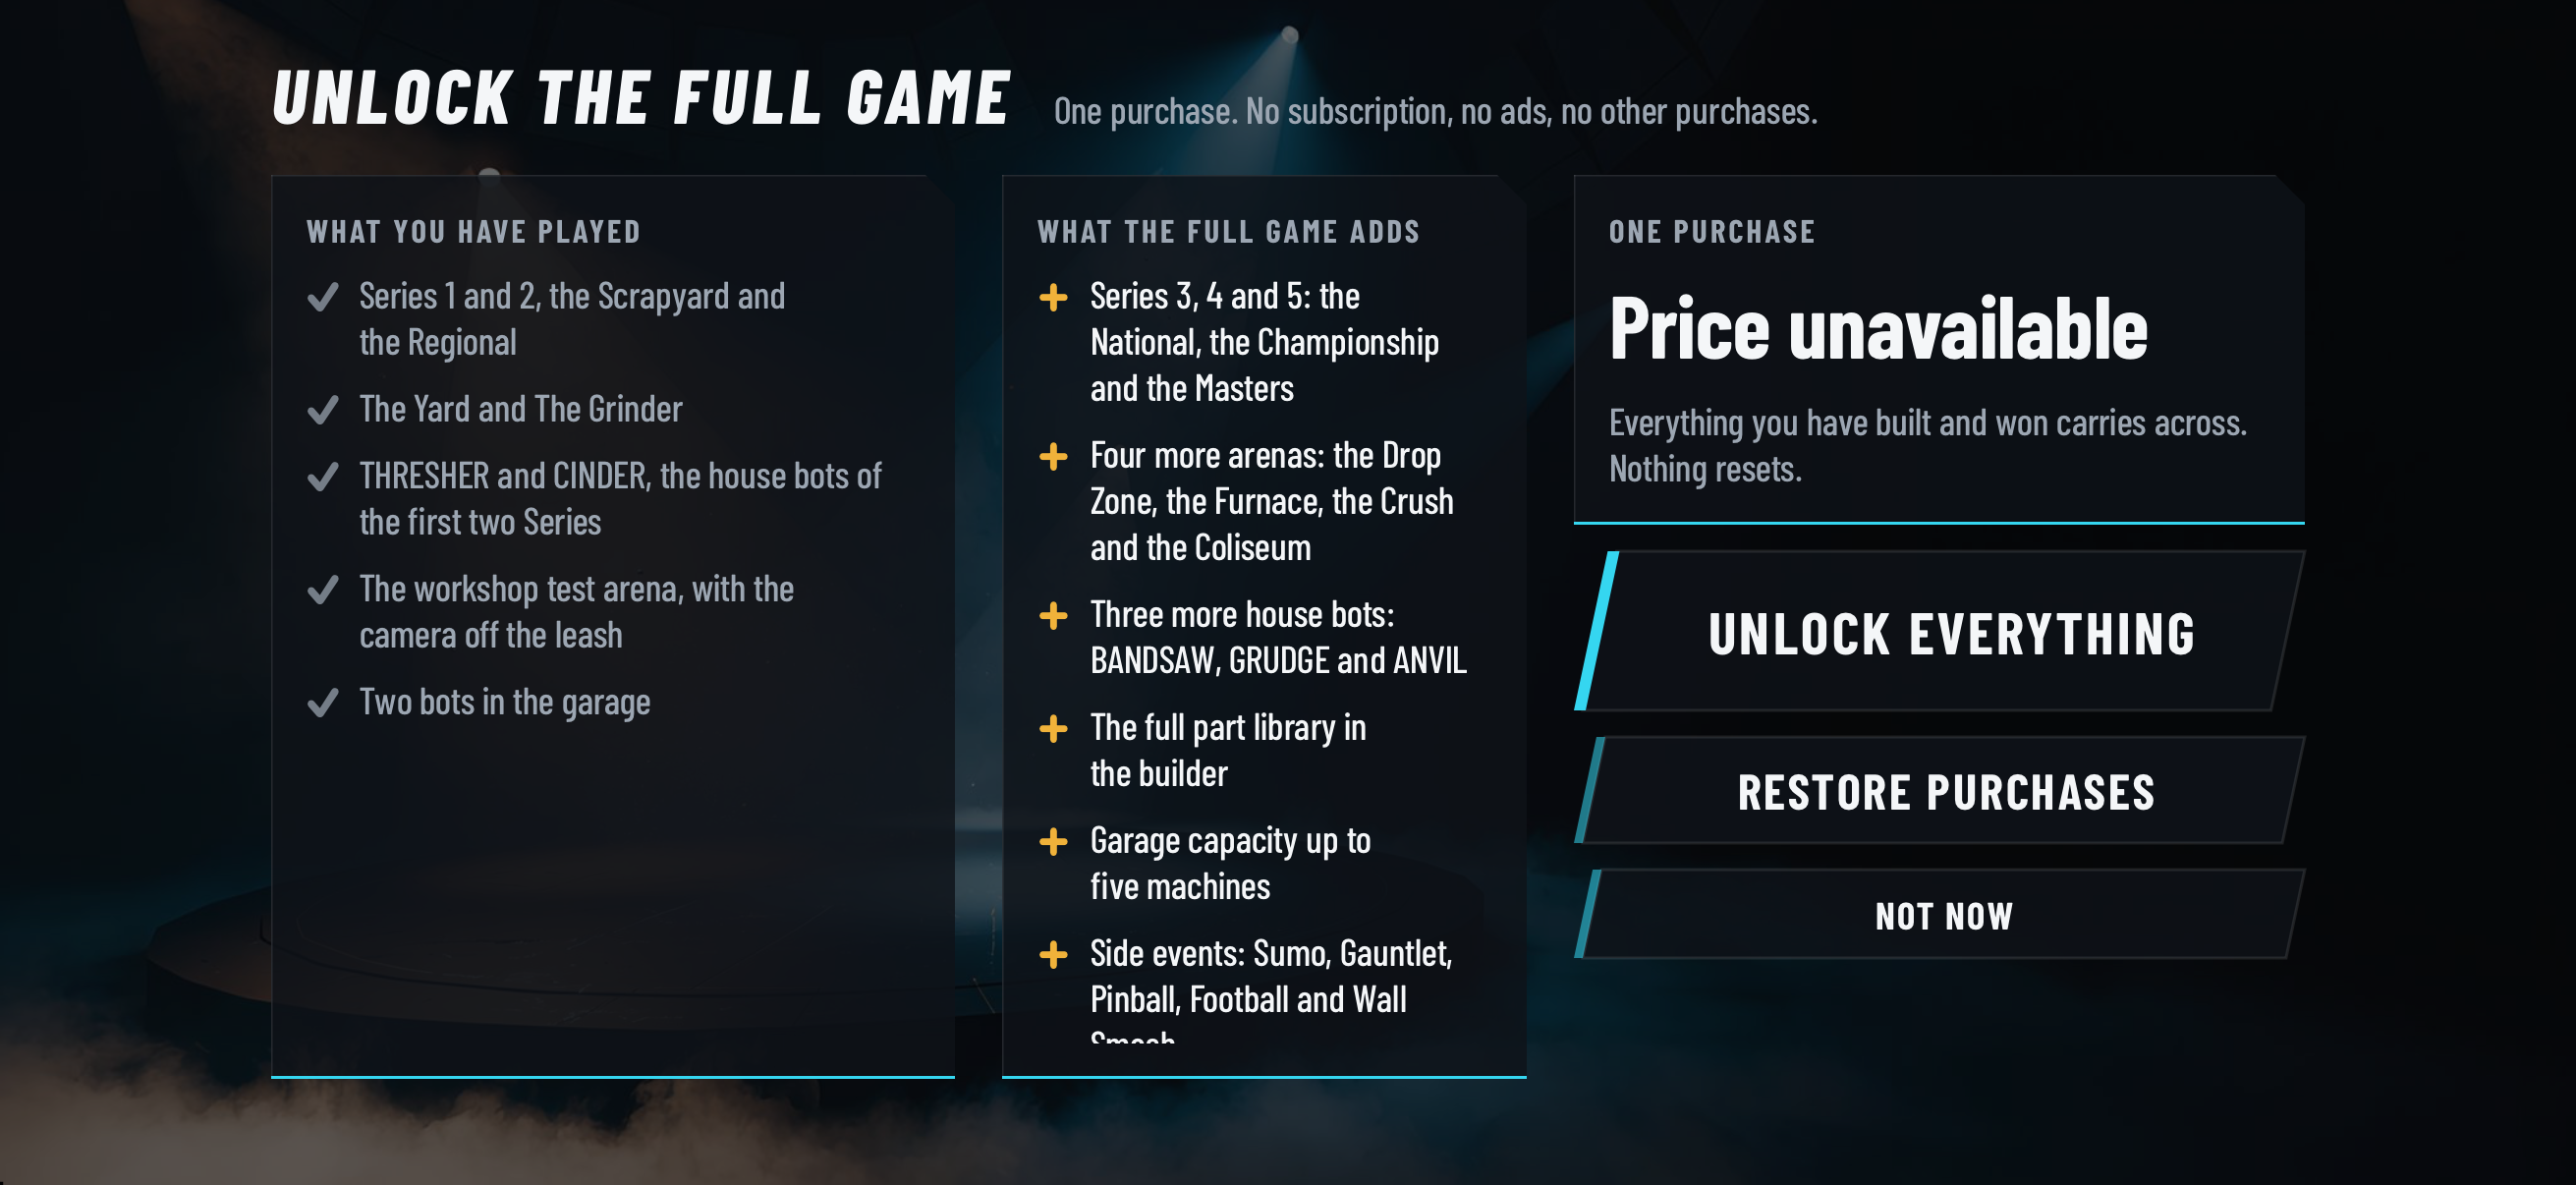 UNLOCK THE FULL GAME
One purchase. No subscription, no ads, no other purchases.
WHAT YOU HAVE PLAYED
Series 1 and 2, the Scrapyard and
the Regional
The Yard and The Grinder
THRESHER and CINDER, the house bots of
the first two Series
The workshop test arena, with the
camera off the leash
Two bots in the garage
WHAT THE FULL GAME ADDS
Series 3, 4 and 5: the
National, the Championship
and the Masters
Four more arenas: the Drop
Zone, the Furnace, the Crush
and the Coliseum
Three more house bots:
BANDSAW, GRUDGE and ANVIL
The full part library in
the builder
Garage capacity up to
five machines
Side events: Sumo, Gauntlet,
Pinball, Football and Wall
ONE PURCHASE
Price unavailable
Everything you have built and won carries across.
Nothing resets.
UNLOCK EVERYTHING
RESTORE PURCHASES
NOT NOW